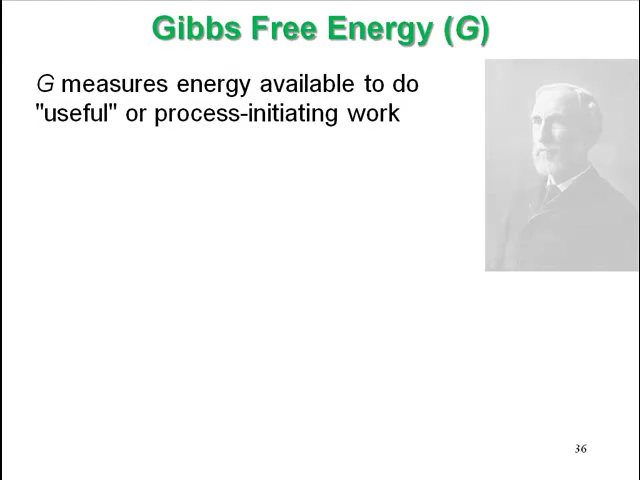 Gibbs Free Energy (G)
G measures energy available to do
"useful" or process-initiating work
36